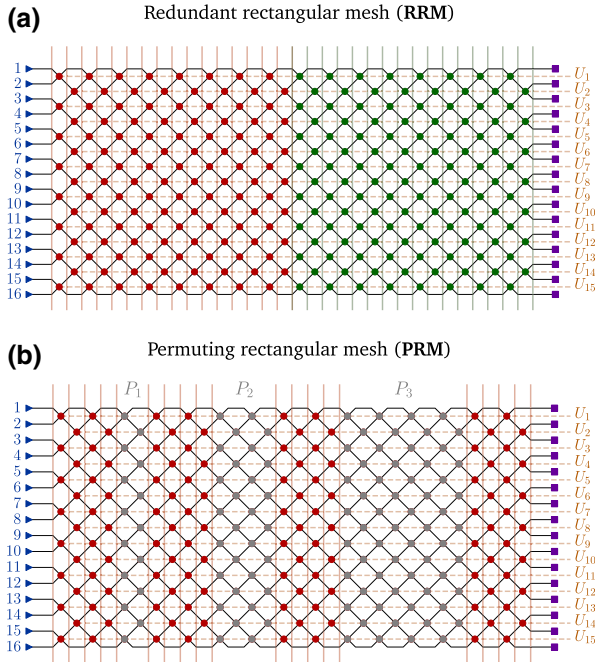 (a)
Redundant rectangular mesh (RRM)
1
2
3
4
5
6
7
8
9
10
11
12
13
14
15
16
U₁
U₂
U₃
U₄
U₅
U₆
U₇
U₈
U₉
U₁₀
U₁₁
U₁₂
U₁₃
U₁₄
U₁₅
(b)
Permuting rectangular mesh (PRM)
P₁ P₂ P₃
1
2
3
4
5
6
7
8
9
10
11
12
13
14
15
16
U₁
U₂
U₃
U₄
U₅
U₆
U₇
U₈
U₉
U₁₀
U₁₁
U₁₂
U₁₃
U₁₄
U₁₅